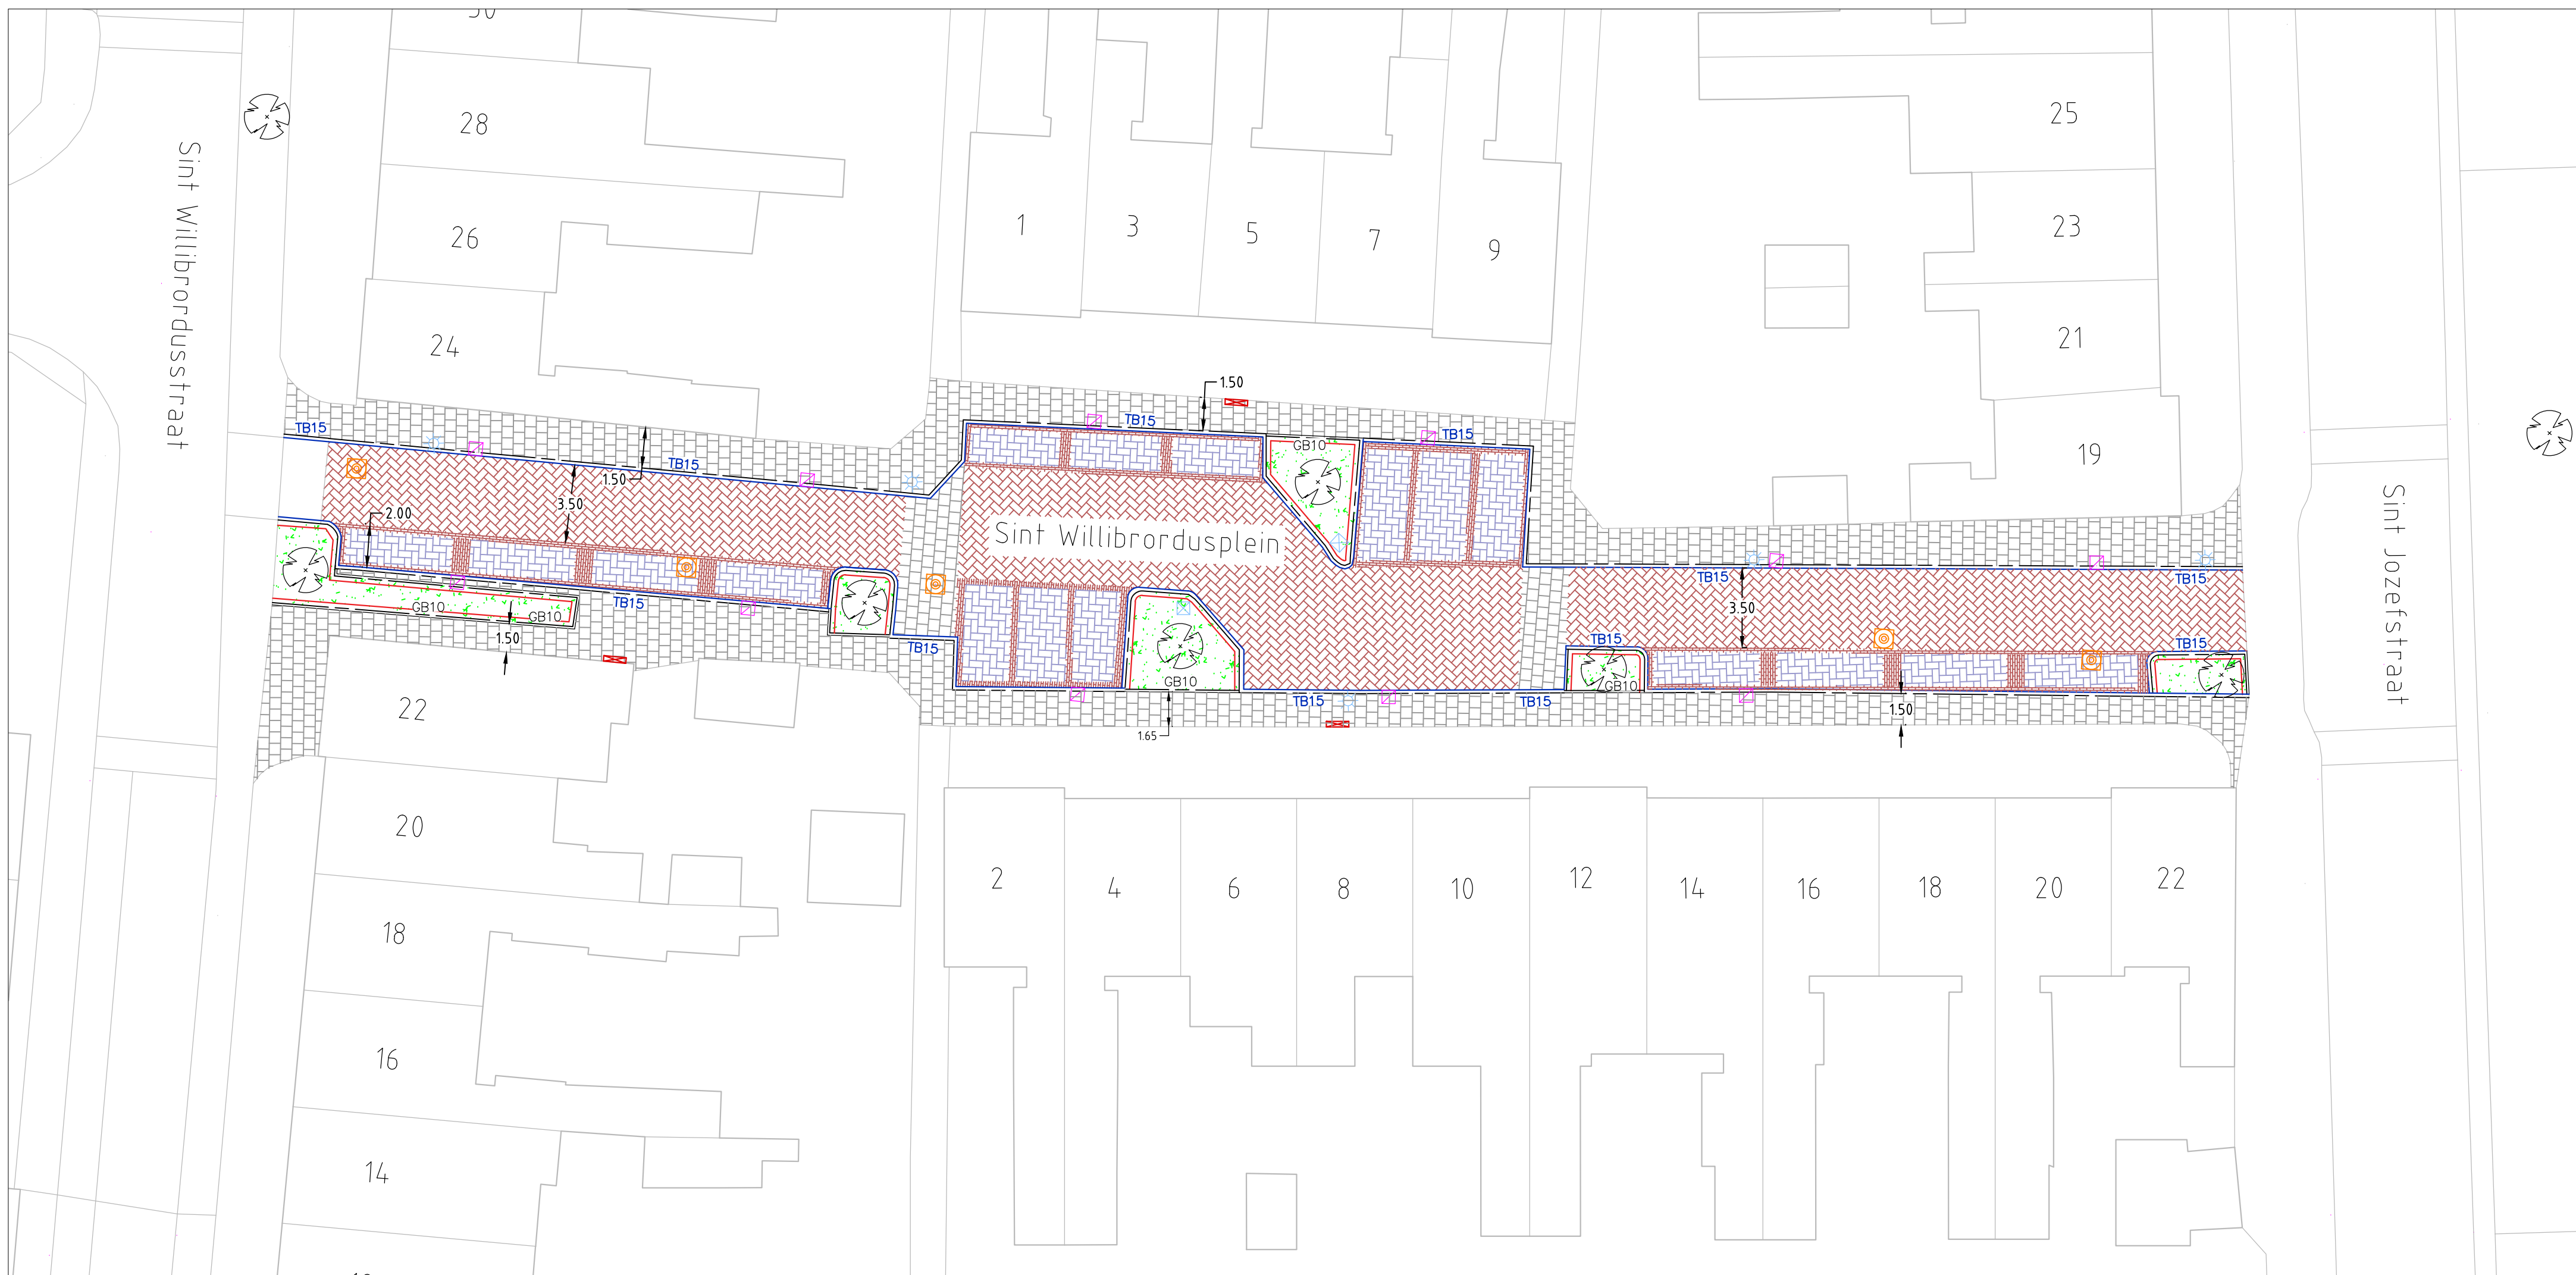 28
26
24
1
3
5
7
9
25
23
21
19
Sint Willibrordusstraat
TB15
TB15
1.50
3.50
2.00
1.50
TB15
GB10
TB15
Sint Willibrordusplein
TB15
TB15
TB15
GB10
GB10
1.50
TB15
TB15
GB10
1.65
TB15
TB15
3.50
TB15
GB10
TB15
1.50
Sint Jozefstraat
22
20
18
16
14
2
4
6
8
10
12
14
16
18
20
22